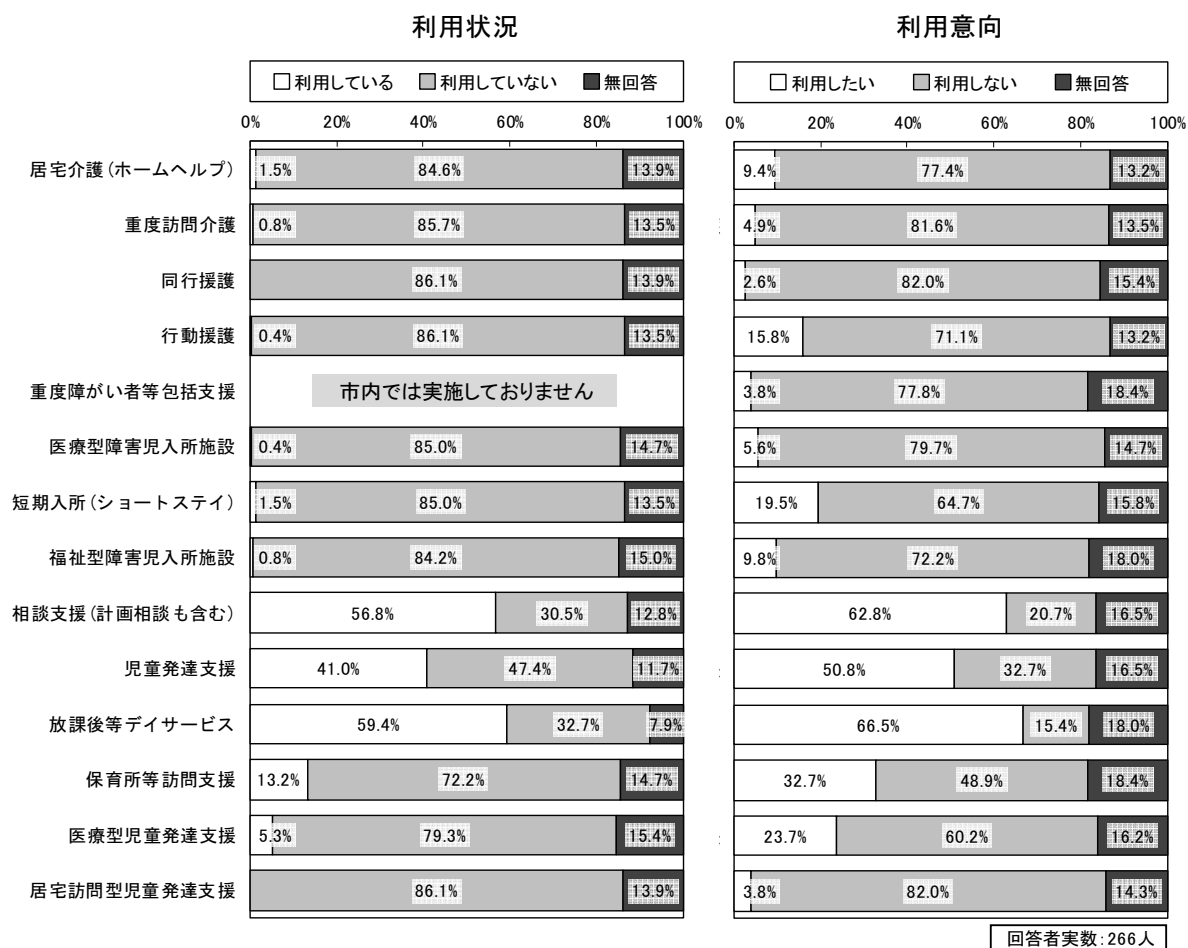 利用状況 利用意向
利用している 利用していない 無回答 利用したい 利用しない 無回答
0% 20% 40% 60% 80% 100% 0% 20% 40% 60% 80% 100%
居宅介護(ホームヘルプ) 1.5% 84.6% 13.9% 9.4% 77.4% 13.2%
重度訪問介護 0.8% 85.7% 13.5% 4.9% 81.6% 13.5%
同行援護 86.1% 13.9% 2.6% 82.0% 15.4%
行動援護 0.4% 86.1% 13.5% 15.8% 71.1% 13.2%
重度障がい者等包括支援 市内では実施しておりません 3.8% 77.8% 18.4%
医療型障害児入所施設 0.4% 85.0% 14.7% 5.6% 79.7% 14.7%
短期入所(ショートステイ) 1.5% 85.0% 13.5% 19.5% 64.7% 15.8%
福祉型障害児入所施設 0.8% 84.2% 15.0% 9.8% 72.2% 18.0%
相談支援(計画相談も含む) 56.8% 30.5% 12.8% 62.8% 20.7% 16.5%
児童発達支援 41.0% 47.4% 11.7% 50.8% 32.7% 16.5%
放課後等デイサービス 59.4% 32.7% 7.9% 66.5% 15.4% 18.0%
保育所等訪問支援 13.2% 72.2% 14.7% 32.7% 48.9% 18.4%
医療型児童発達支援 5.3% 79.3% 15.4% 23.7% 60.2% 16.2%
居宅訪問型児童発達支援 86.1% 13.9% 3.8% 82.0% 14.3%
回答者実数:266人